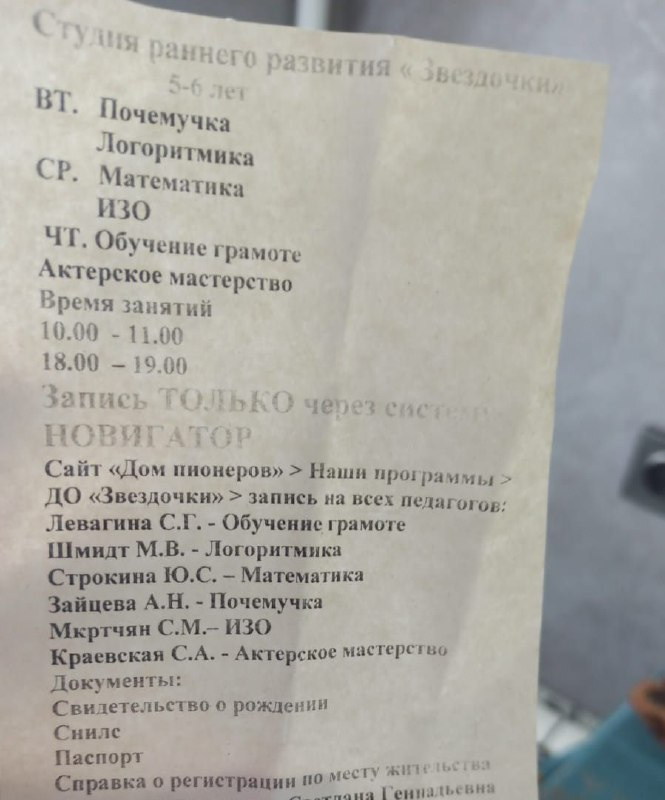 Студия раннего развития « Звездочки»
5-6 лет
ВТ. Почемучка
Логоритмика
СР. Математика
ИЗО
ЧТ. Обучение грамоте
Актерское мастерство
Время занятий
10.00 - 11.00
18.00 – 19.00
Запись ТОЛЬКО через систему
НОВИГАТОР
Сайт «Дом пионеров» > Наши программы >
ДО «Звездочки» > запись на всех педагогов:
Левагина С.Г. - Обучение грамоте
Шмидт М.В. - Логоритмика
Строкина Ю.С. – Математика
Зайцева А.Н. - Почемучка
Мкртчян С.М.– ИЗО
Краевская С.А. - Актерское мастерство
Документы:
Свидетельство о рождении
Снилс
Паспорт
Справка о регистрации по месту жительства
Светлана Геннадьевна